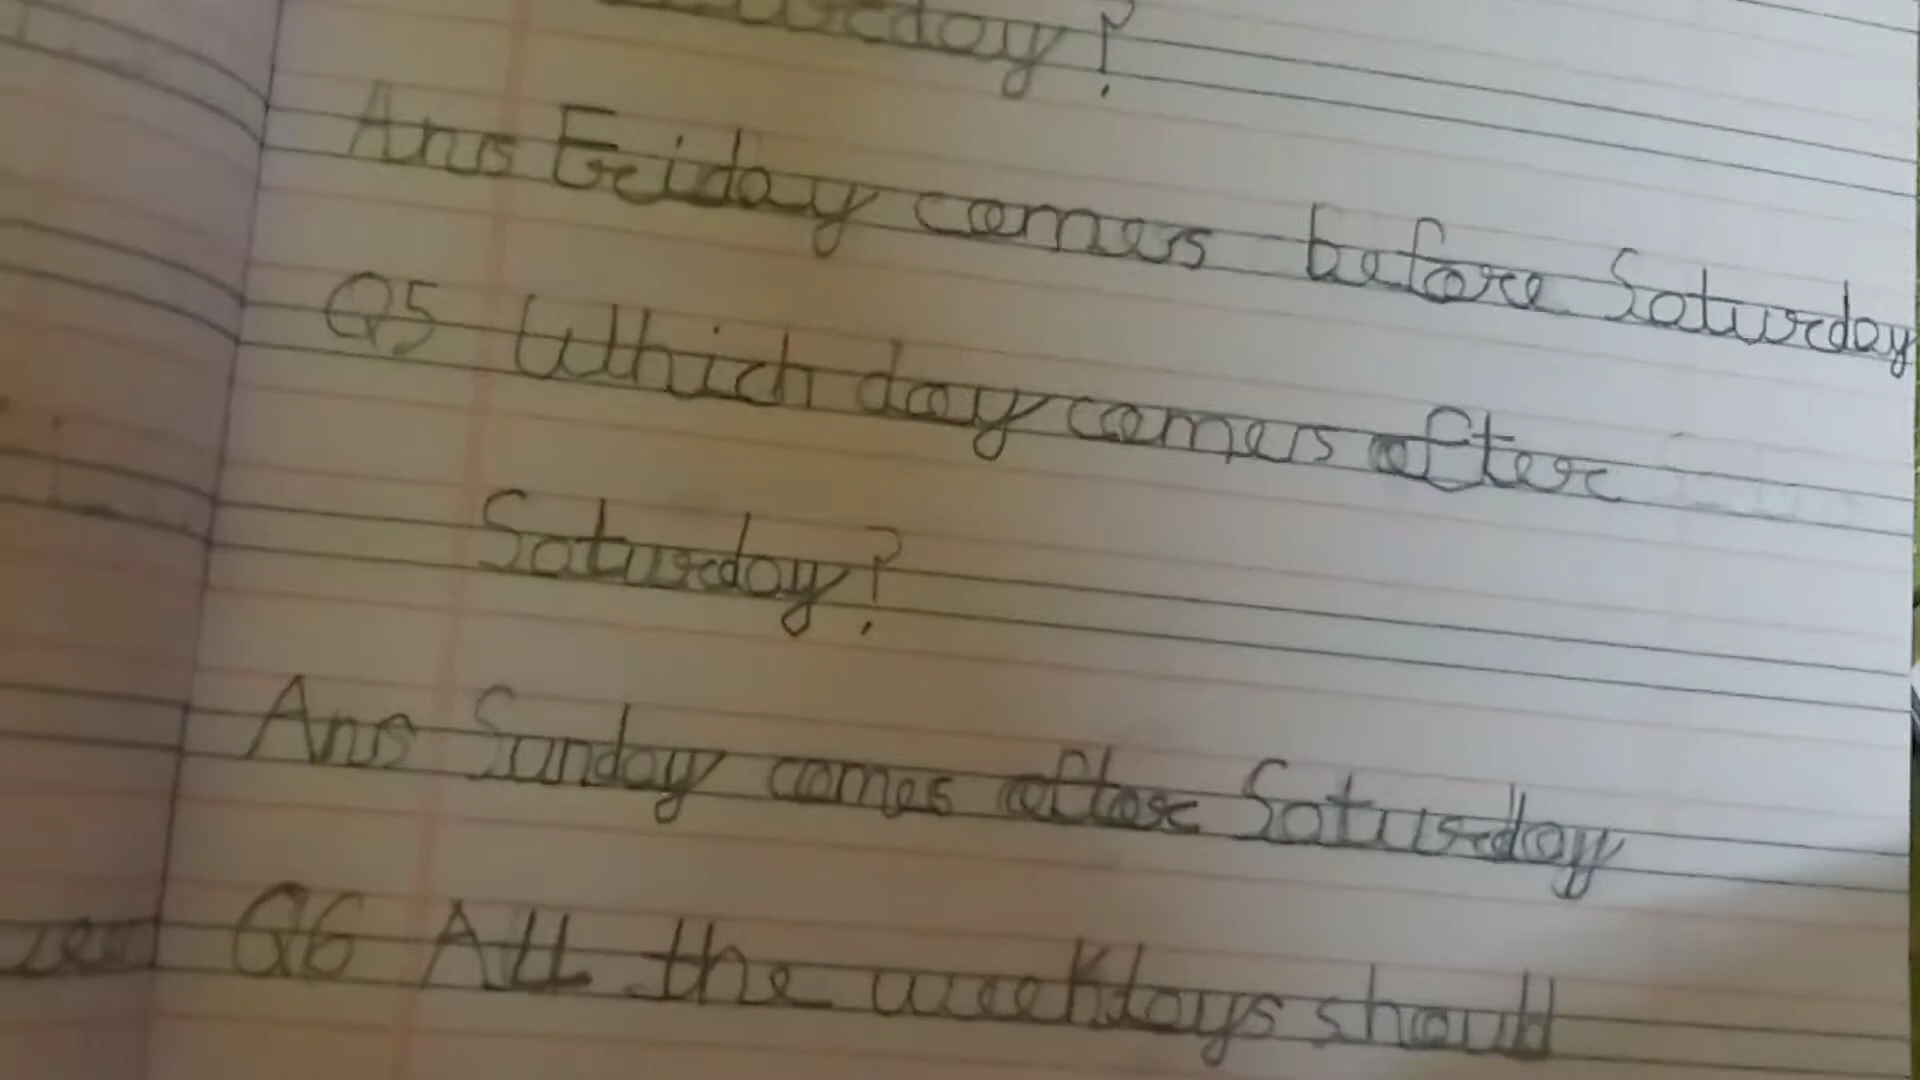 Saturday?
Ans Friday comes before Saturday
Q5 Which day comes after
Saturday?
Ans Sunday comes after Saturday
Q6 All the weekdays should